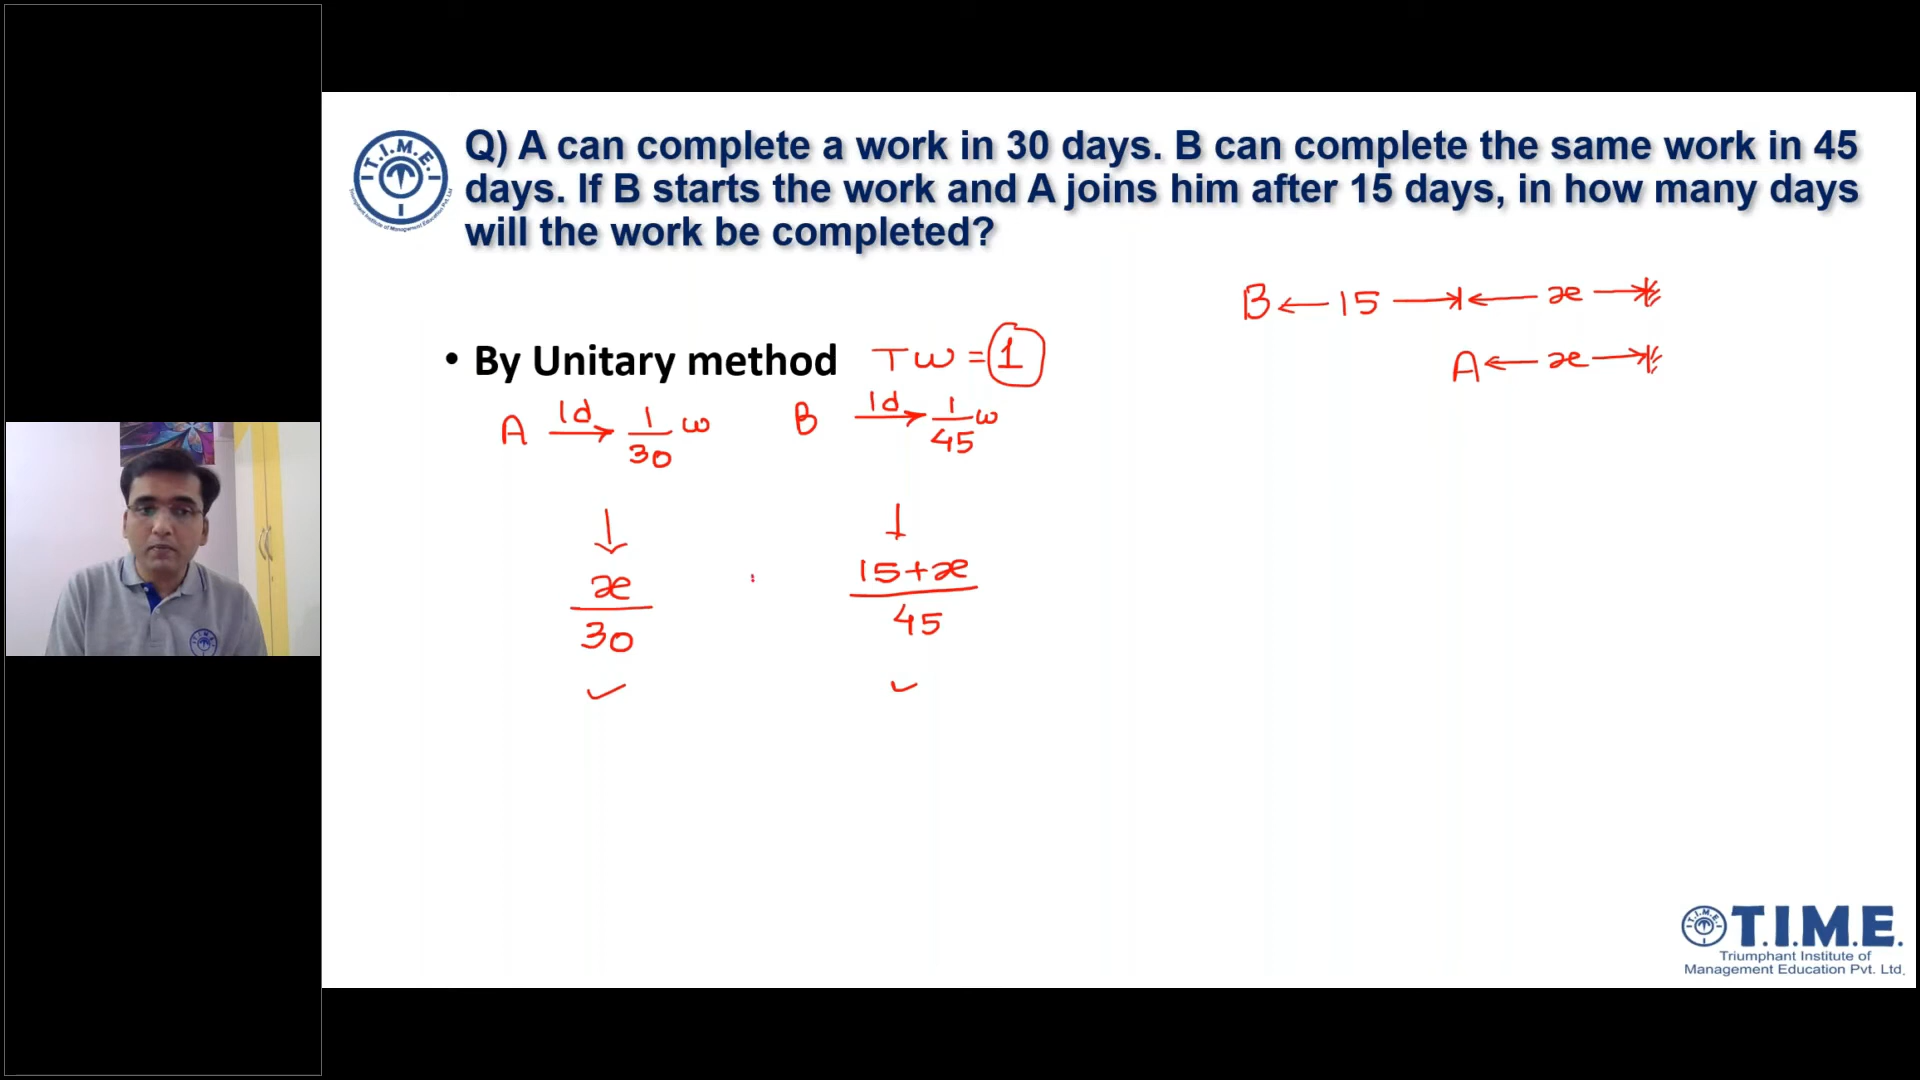 Q) A can complete a work in 30 days. B can complete the same work in 45
days. If B starts the work and A joins him after 15 days, in how many days
will the work be completed?
B ← 15 → ← x →
A ← x →
• By Unitary method TW = 1
A 1d → 1/30 w B 1d → 1/45 w
↓ ↓
x/30 15+x/45
✓ ✓
T.I.M.E.
T.I.M.E.
Triumphant Institute of
Management Education Pvt. Ltd.